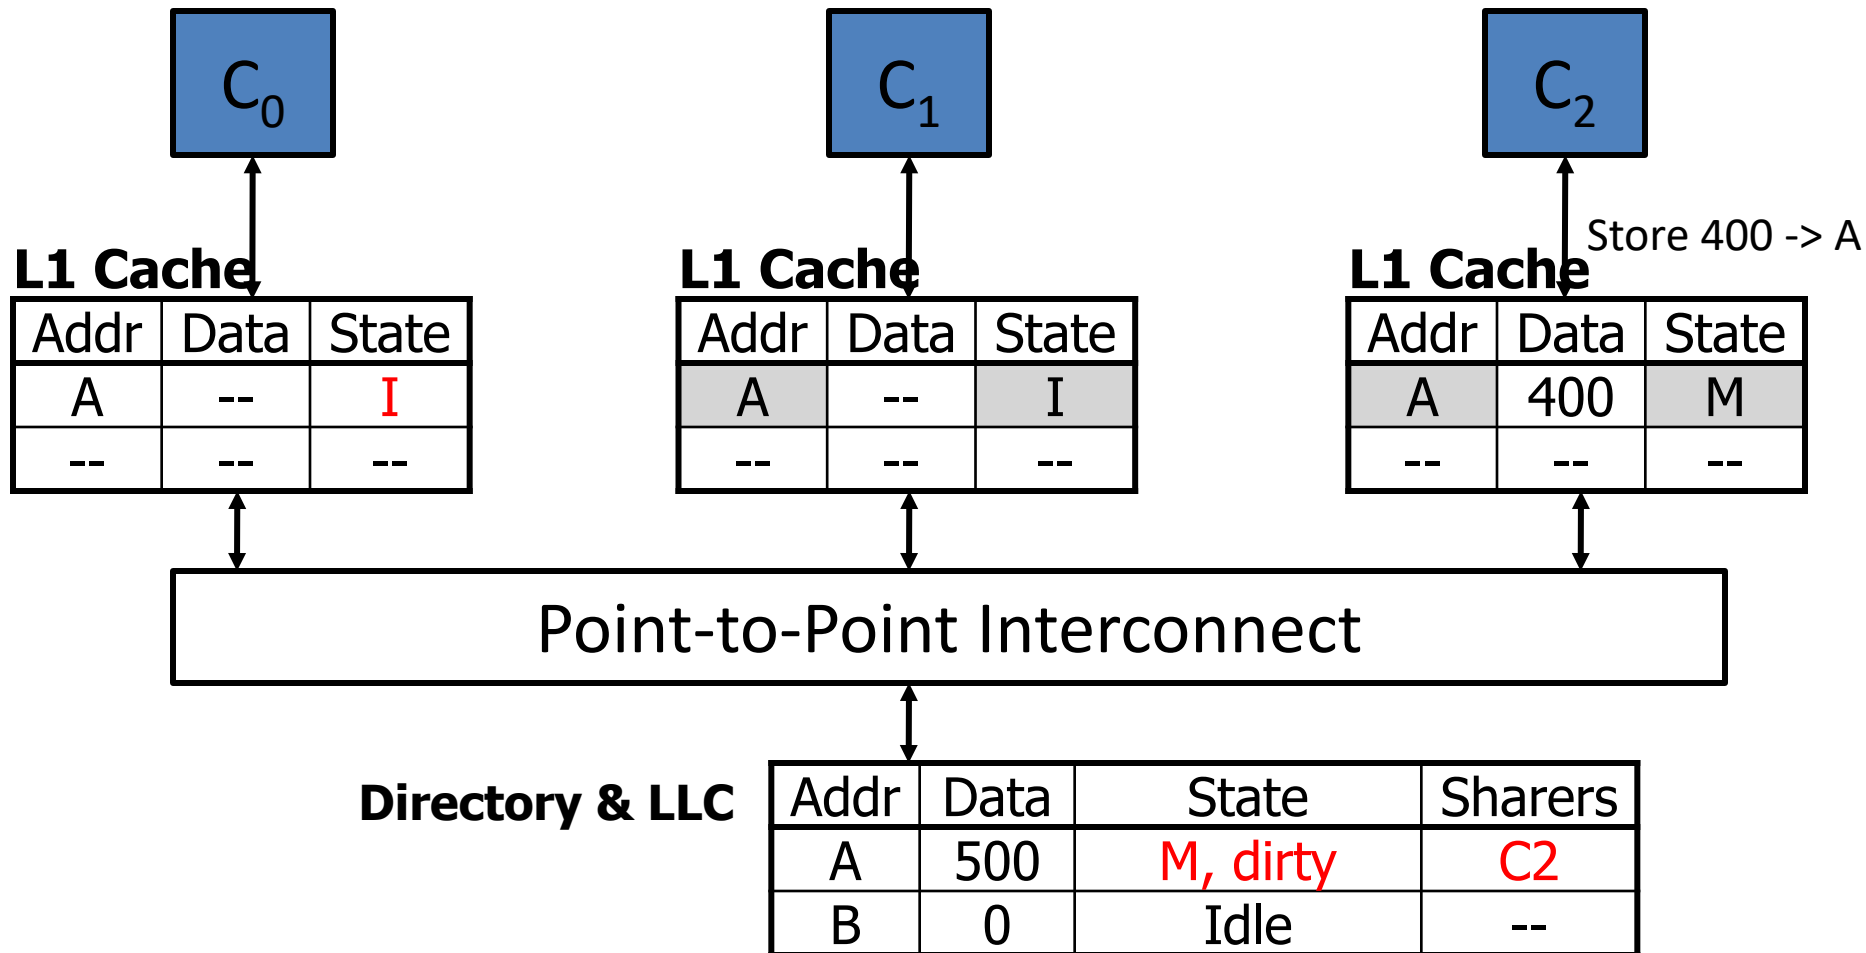 C0 C1 C2
Store 400 -> A
L1 Cache L1 Cache L1 Cache
Addr Data State Addr Data State Addr Data State
A -- I A -- I A 400 M
-- -- -- -- -- -- -- -- --
Point-to-Point Interconnect
Directory & LLC Addr Data State Sharers
A 500 M, dirty C2
B 0 Idle --